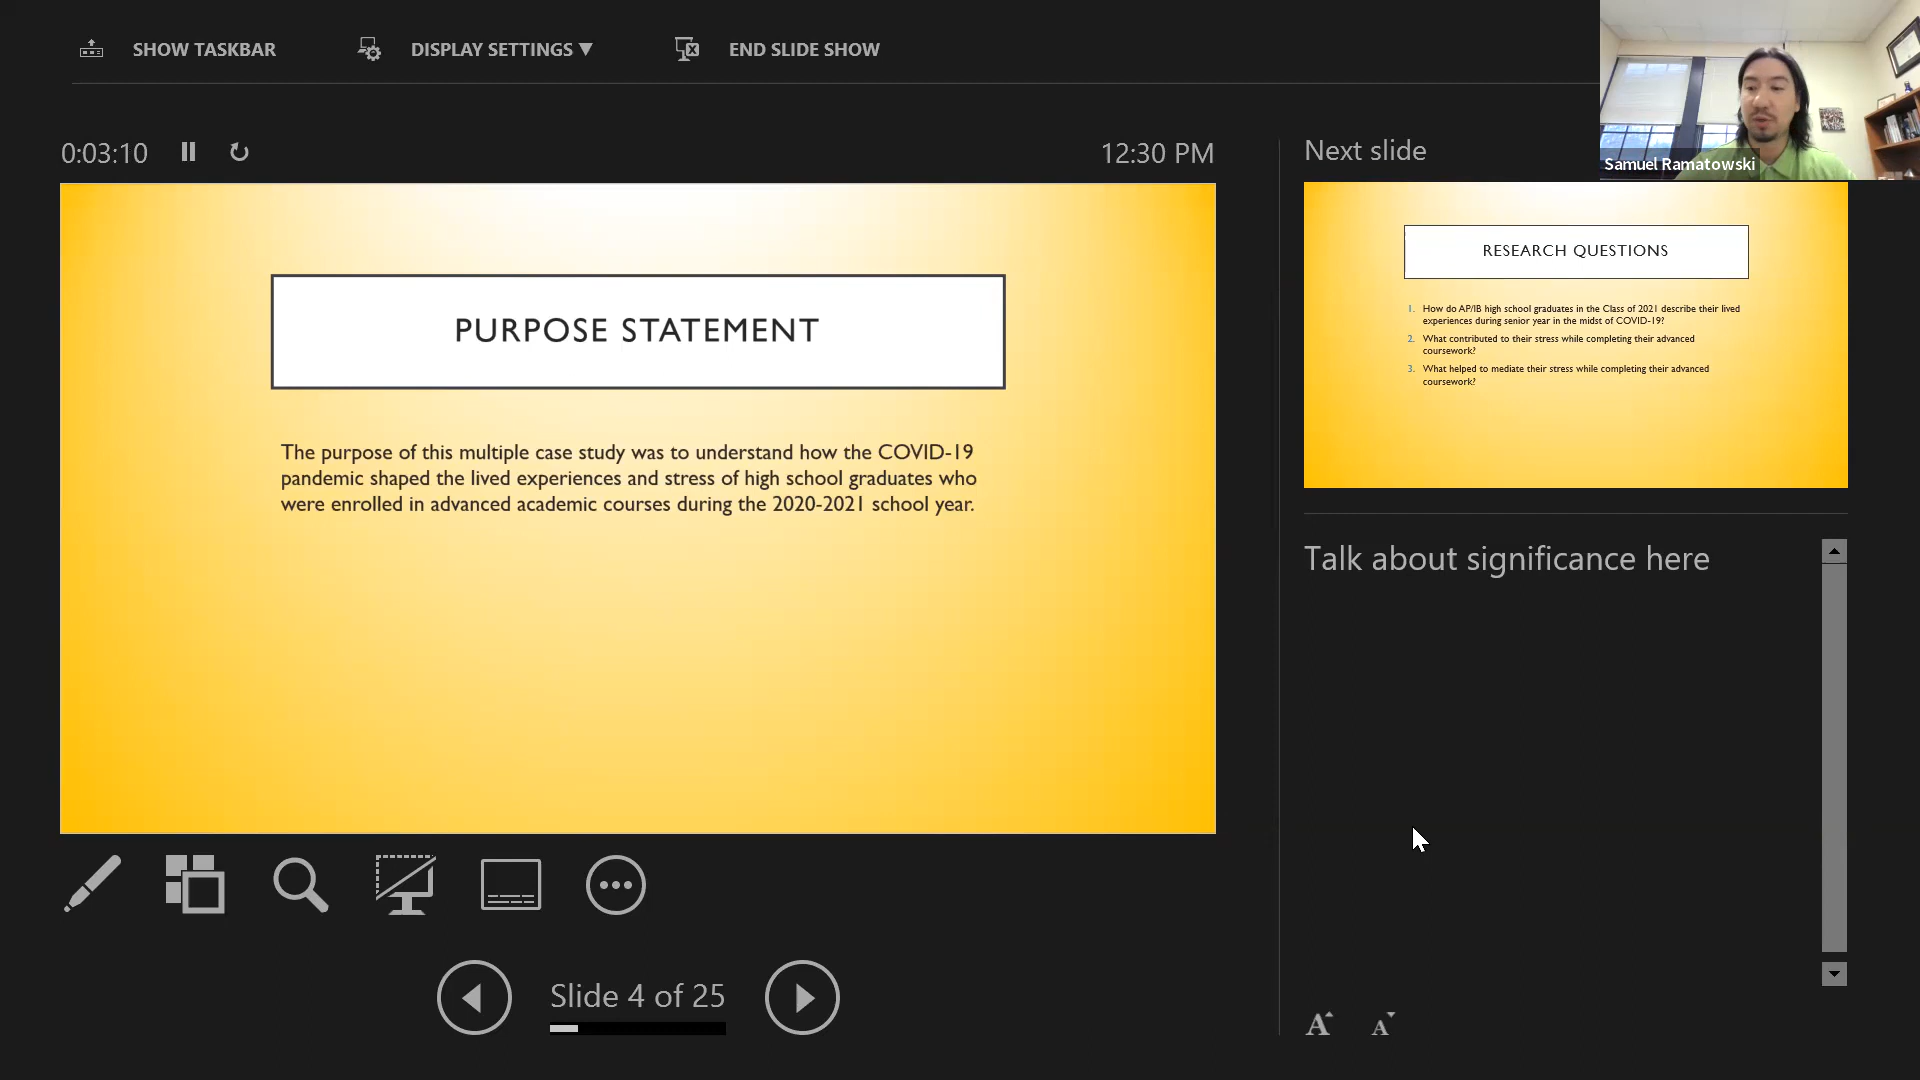 SHOW TASKBAR
DISPLAY SETTINGS ▼
END SLIDE SHOW
Samuel Ramatowski
0:03:10
12:30 PM
Next slide
PURPOSE STATEMENT
The purpose of this multiple case study was to understand how the COVID-19
pandemic shaped the lived experiences and stress of high school graduates who
were enrolled in advanced academic courses during the 2020-2021 school year.
RESEARCH QUESTIONS
1. How do AP/IB high school graduates in the Class of 2021 describe their lived
experiences during senior year in the midst of COVID-19?
2. What contributed to their stress while completing their advanced
coursework?
3. What helped to mediate their stress while completing their advanced
coursework?
Talk about significance here
Slide 4 of 25
A A